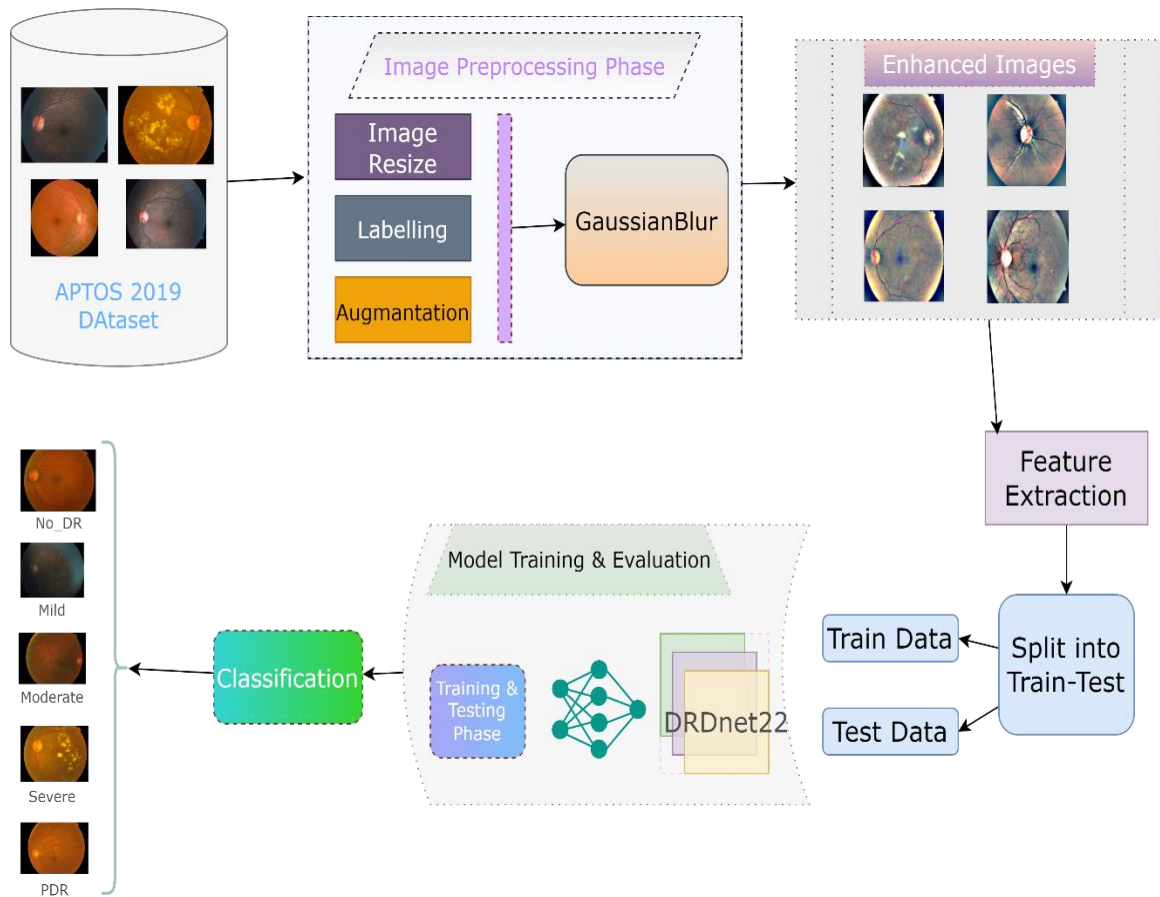 APTOS 2019
DAtaset
Image Preprocessing Phase
Image
Resize
Labelling
Augmantation
GaussianBlur
Enhanced Images
Feature
Extraction
Split into
Train-Test
Train Data
Test Data
Model Training & Evaluation
Training &
Testing
Phase
DRDnet22
Classification
No_DR
Mild
Moderate
Severe
PDR